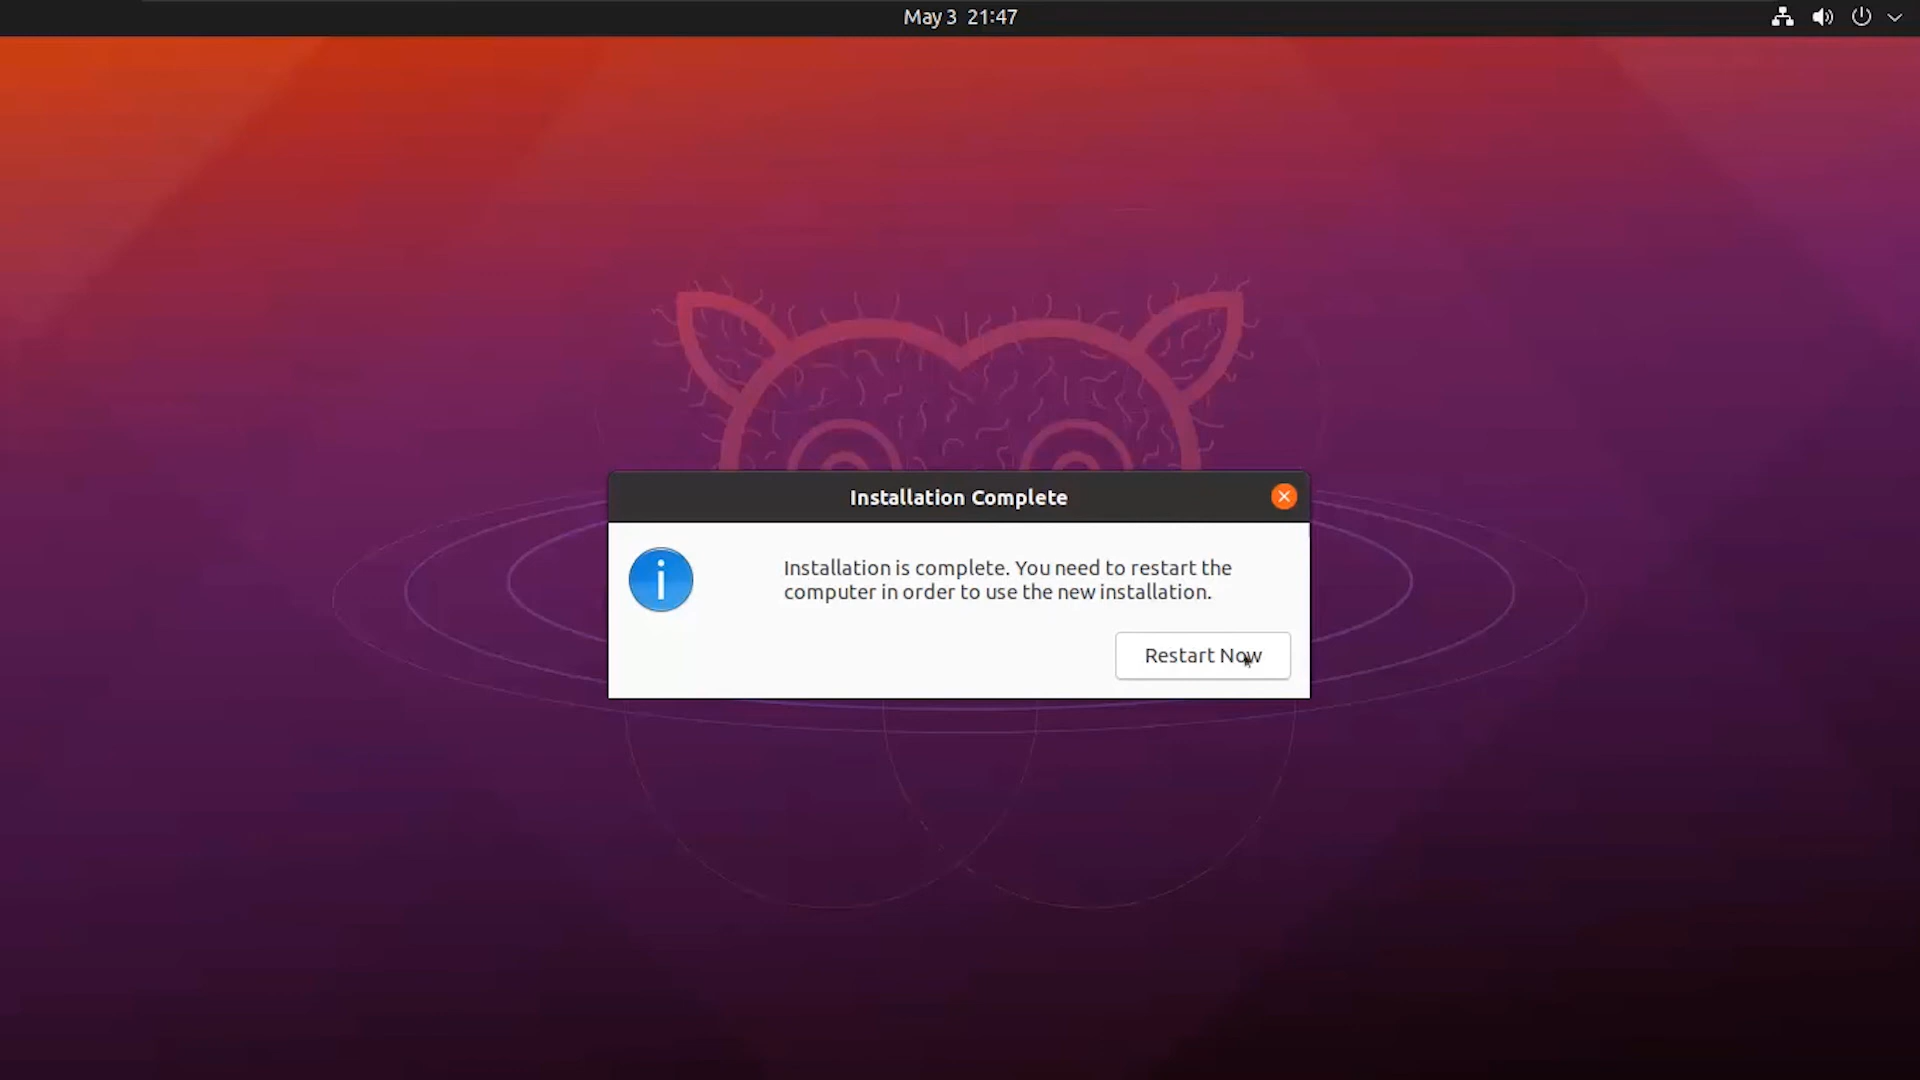 May 3 21:47
Installation Complete
Installation is complete. You need to restart the
computer in order to use the new installation.
Restart Now